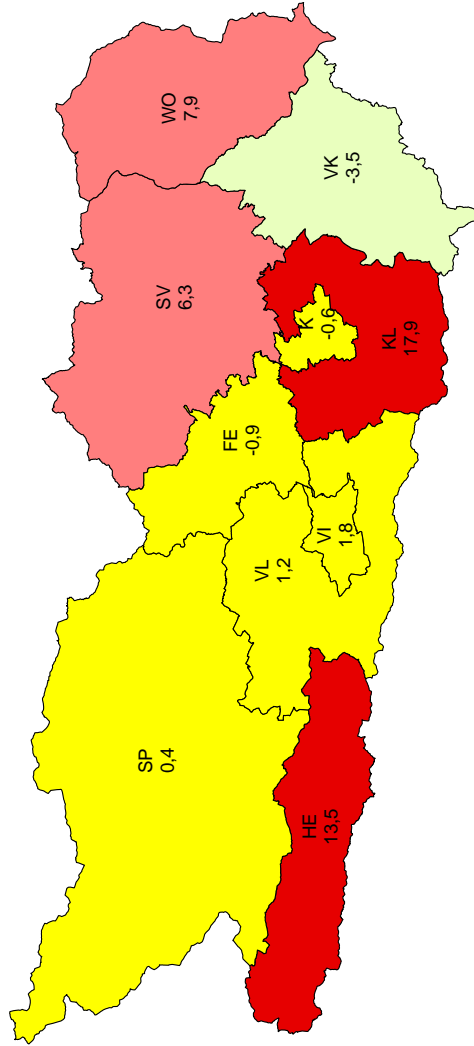 WO
7,9
SV
6,3
VK
-3,5
K
-0,6
KL
17,9
FE
-0,9
VL
1,2
VI
1,8
SP
0,4
HE
13,5